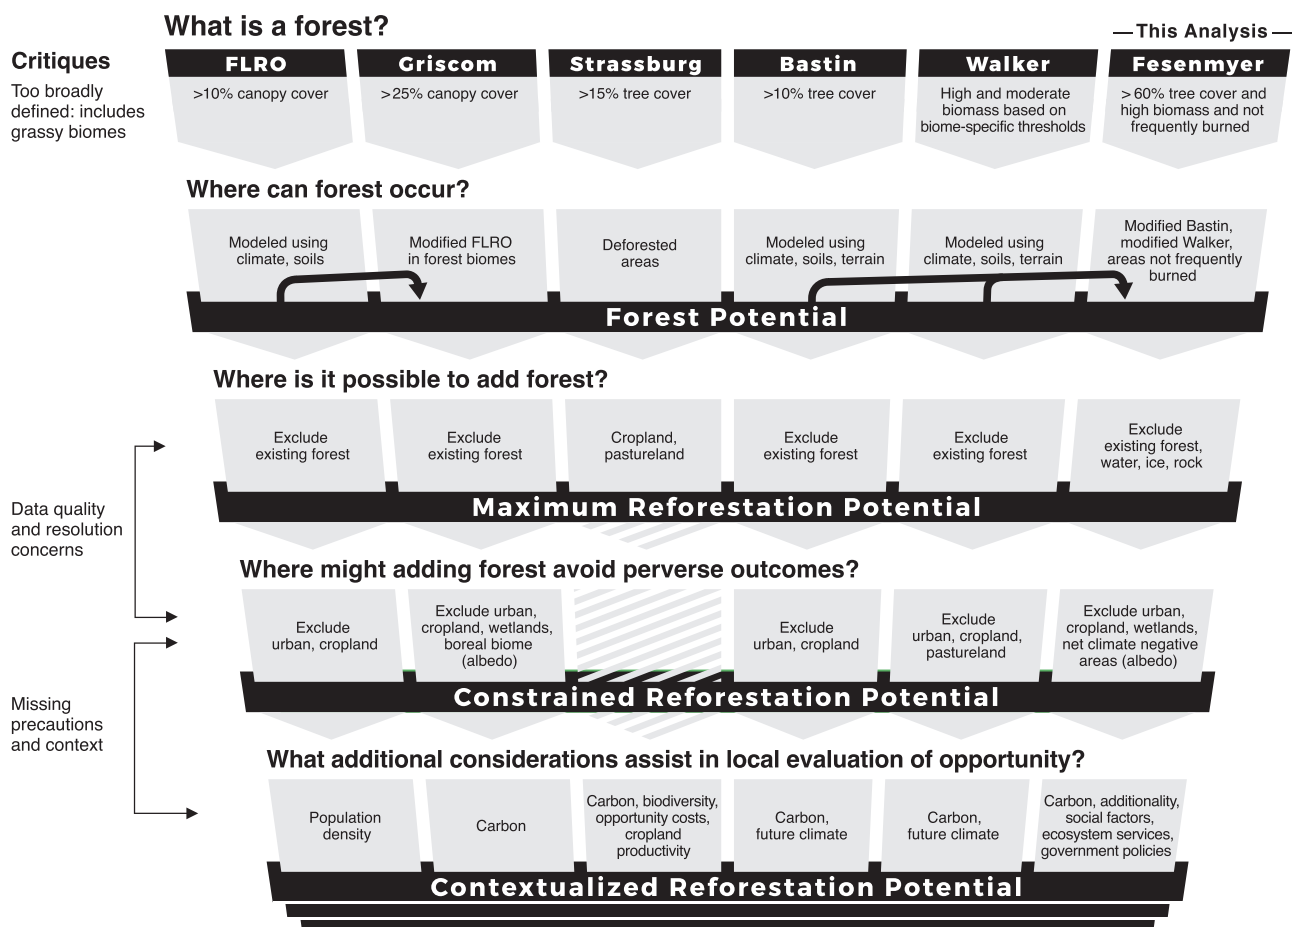 What is a forest?
— This Analysis —
Critiques
Too broadly
defined: includes
grassy biomes
FLRO
>10% canopy cover
Griscom
>25% canopy cover
Strassburg
>15% tree cover
Bastin
>10% tree cover
Walker
High and moderate
biomass based on
biome-specific thresholds
Fesenmyer
> 60% tree cover and
high biomass and not
frequently burned
Where can forest occur?
Modeled using
climate, soils
Modified FLRO
in forest biomes
Deforested
areas
Modeled using
climate, soils, terrain
Modeled using
climate, soils, terrain
Modified Bastin,
modified Walker,
areas not frequently
burned
Forest Potential
Where is it possible to add forest?
Exclude
existing forest
Exclude
existing forest
Cropland,
pastureland
Exclude
existing forest
Exclude
existing forest
Exclude
existing forest,
water, ice, rock
Maximum Reforestation Potential
Data quality
and resolution
concerns
Where might adding forest avoid perverse outcomes?
Exclude
urban, cropland
Exclude urban,
cropland, wetlands,
boreal biome
(albedo)
Exclude
urban, cropland
Exclude
urban, cropland,
pastureland
Exclude urban,
cropland, wetlands,
net climate negative
areas (albedo)
Constrained Reforestation Potential
Missing
precautions
and context
What additional considerations assist in local evaluation of opportunity?
Population
density
Carbon
Carbon, biodiversity,
opportunity costs,
cropland
productivity
Carbon,
future climate
Carbon,
future climate
Carbon, additionality,
social factors,
ecosystem services,
government policies
Contextualized Reforestation Potential